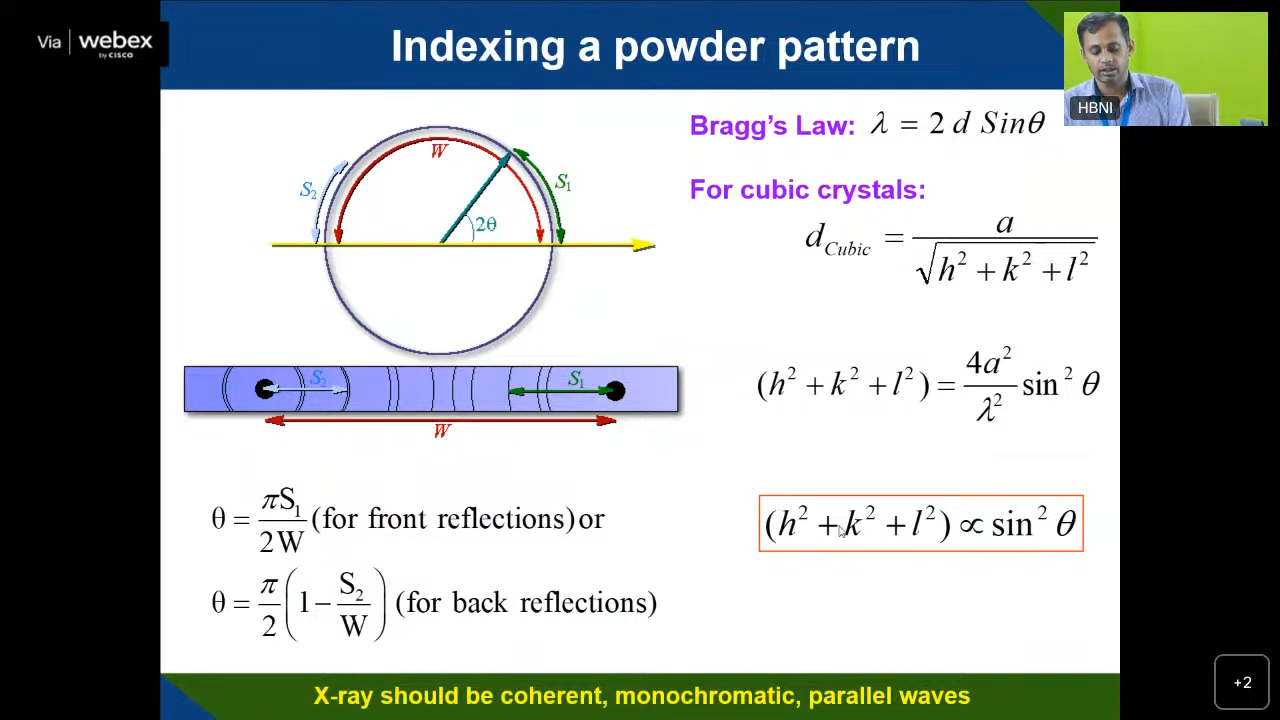 Via | webex
by CISCO
Indexing a powder pattern
HBNI
Bragg's Law: λ = 2 d Sinθ
For cubic crystals:
d_Cubic = a / √(h² + k² + l²)
W
S₂
S₁
2θ
(h² + k² + l²) = 4a² / λ² sin² θ
S₂
S₁
W
θ = πS₁ / 2W (for front reflections) or
(h² + k² + l²) ∝ sin² θ
θ = π / 2 (1 − S₂ / W) (for back reflections)
X-ray should be coherent, monochromatic, parallel waves
+2